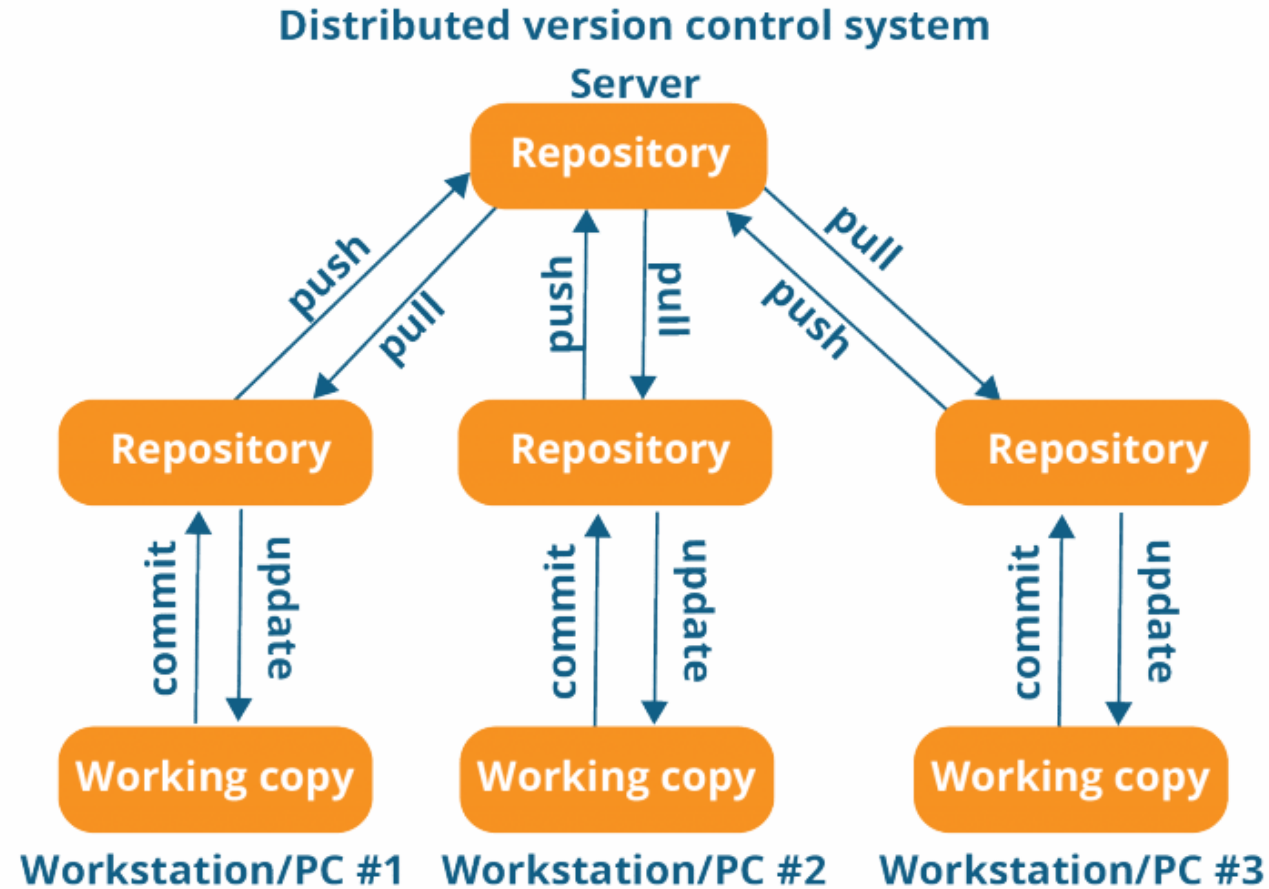 Distributed version control system
Server
Repository
push
pull
push
pull
push
pull
Repository
Repository
Repository
commit
update
commit
update
commit
update
Working copy
Working copy
Working copy
Workstation/PC #1
Workstation/PC #2
Workstation/PC #3